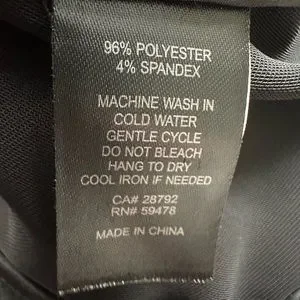 96% POLYESTER
4% SPANDEX
MACHINE WASH IN
COLD WATER
GENTLE CYCLE
DO NOT BLEACH
HANG TO DRY
COOL IRON IF NEEDED
CA# 28792
RN# 59478
MADE IN CHINA